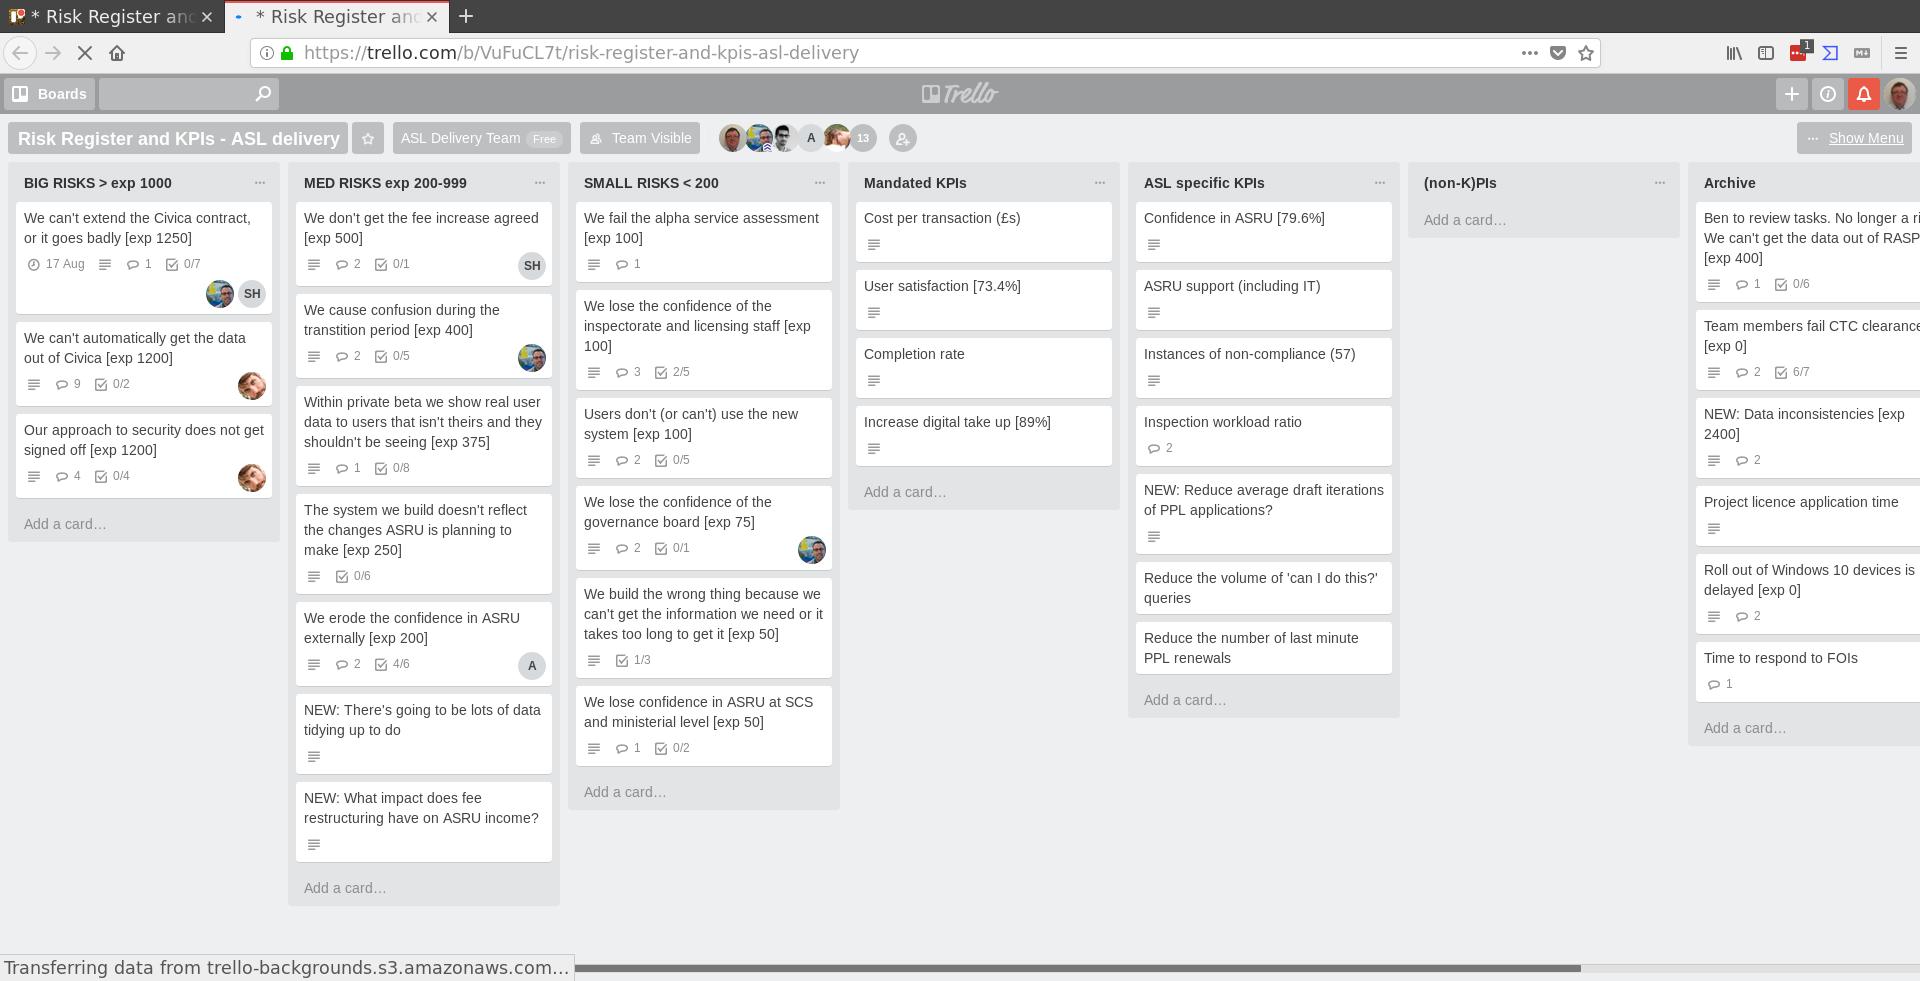 * Risk Register and
* Risk Register and
https://trello.com/b/VuFuCL7t/risk-register-and-kpis-asl-delivery
1
Boards
Trello
Risk Register and KPIs - ASL delivery
ASL Delivery Team Free
Team Visible
A
13
Show Menu
BIG RISKS > exp 1000
We can't extend the Civica contract,
or it goes badly [exp 1250]
17 Aug 1 0/7
SH
We can't automatically get the data
out of Civica [exp 1200]
9 0/2
Our approach to security does not get
signed off [exp 1200]
4 0/4
Add a card…
MED RISKS exp 200-999
We don't get the fee increase agreed
[exp 500]
2 0/1
SH
We cause confusion during the
transtition period [exp 400]
2 0/5
Within private beta we show real user
data to users that isn't theirs and they
shouldn't be seeing [exp 375]
1 0/8
The system we build doesn't reflect
the changes ASRU is planning to
make [exp 250]
0/6
We erode the confidence in ASRU
externally [exp 200]
2 4/6
A
NEW: There's going to be lots of data
tidying up to do
NEW: What impact does fee
restructuring have on ASRU income?
Add a card…
SMALL RISKS < 200
We fail the alpha service assessment
[exp 100]
1
We lose the confidence of the
inspectorate and licensing staff [exp
100]
3 2/5
Users don't (or can't) use the new
system [exp 100]
2 0/5
We lose the confidence of the
governance board [exp 75]
2 0/1
We build the wrong thing because we
can't get the information we need or it
takes too long to get it [exp 50]
1/3
We lose confidence in ASRU at SCS
and ministerial level [exp 50]
1 0/2
Add a card…
Mandated KPIs
Cost per transaction (£s)
User satisfaction [73.4%]
Completion rate
Increase digital take up [89%]
Add a card…
ASL specific KPIs
Confidence in ASRU [79.6%]
ASRU support (including IT)
Instances of non-compliance (57)
Inspection workload ratio
2
NEW: Reduce average draft iterations
of PPL applications?
Reduce the volume of 'can I do this?'
queries
Reduce the number of last minute
PPL renewals
Add a card…
(non-K)PIs
Add a card…
Archive
Ben to review tasks. No longer a ri
We can't get the data out of RASP
[exp 400]
1 0/6
Team members fail CTC clearance
[exp 0]
2 6/7
NEW: Data inconsistencies [exp
2400]
2
Project licence application time
Roll out of Windows 10 devices is
delayed [exp 0]
2
Time to respond to FOIs
1
Add a card…
Transferring data from trello-backgrounds.s3.amazonaws.com…